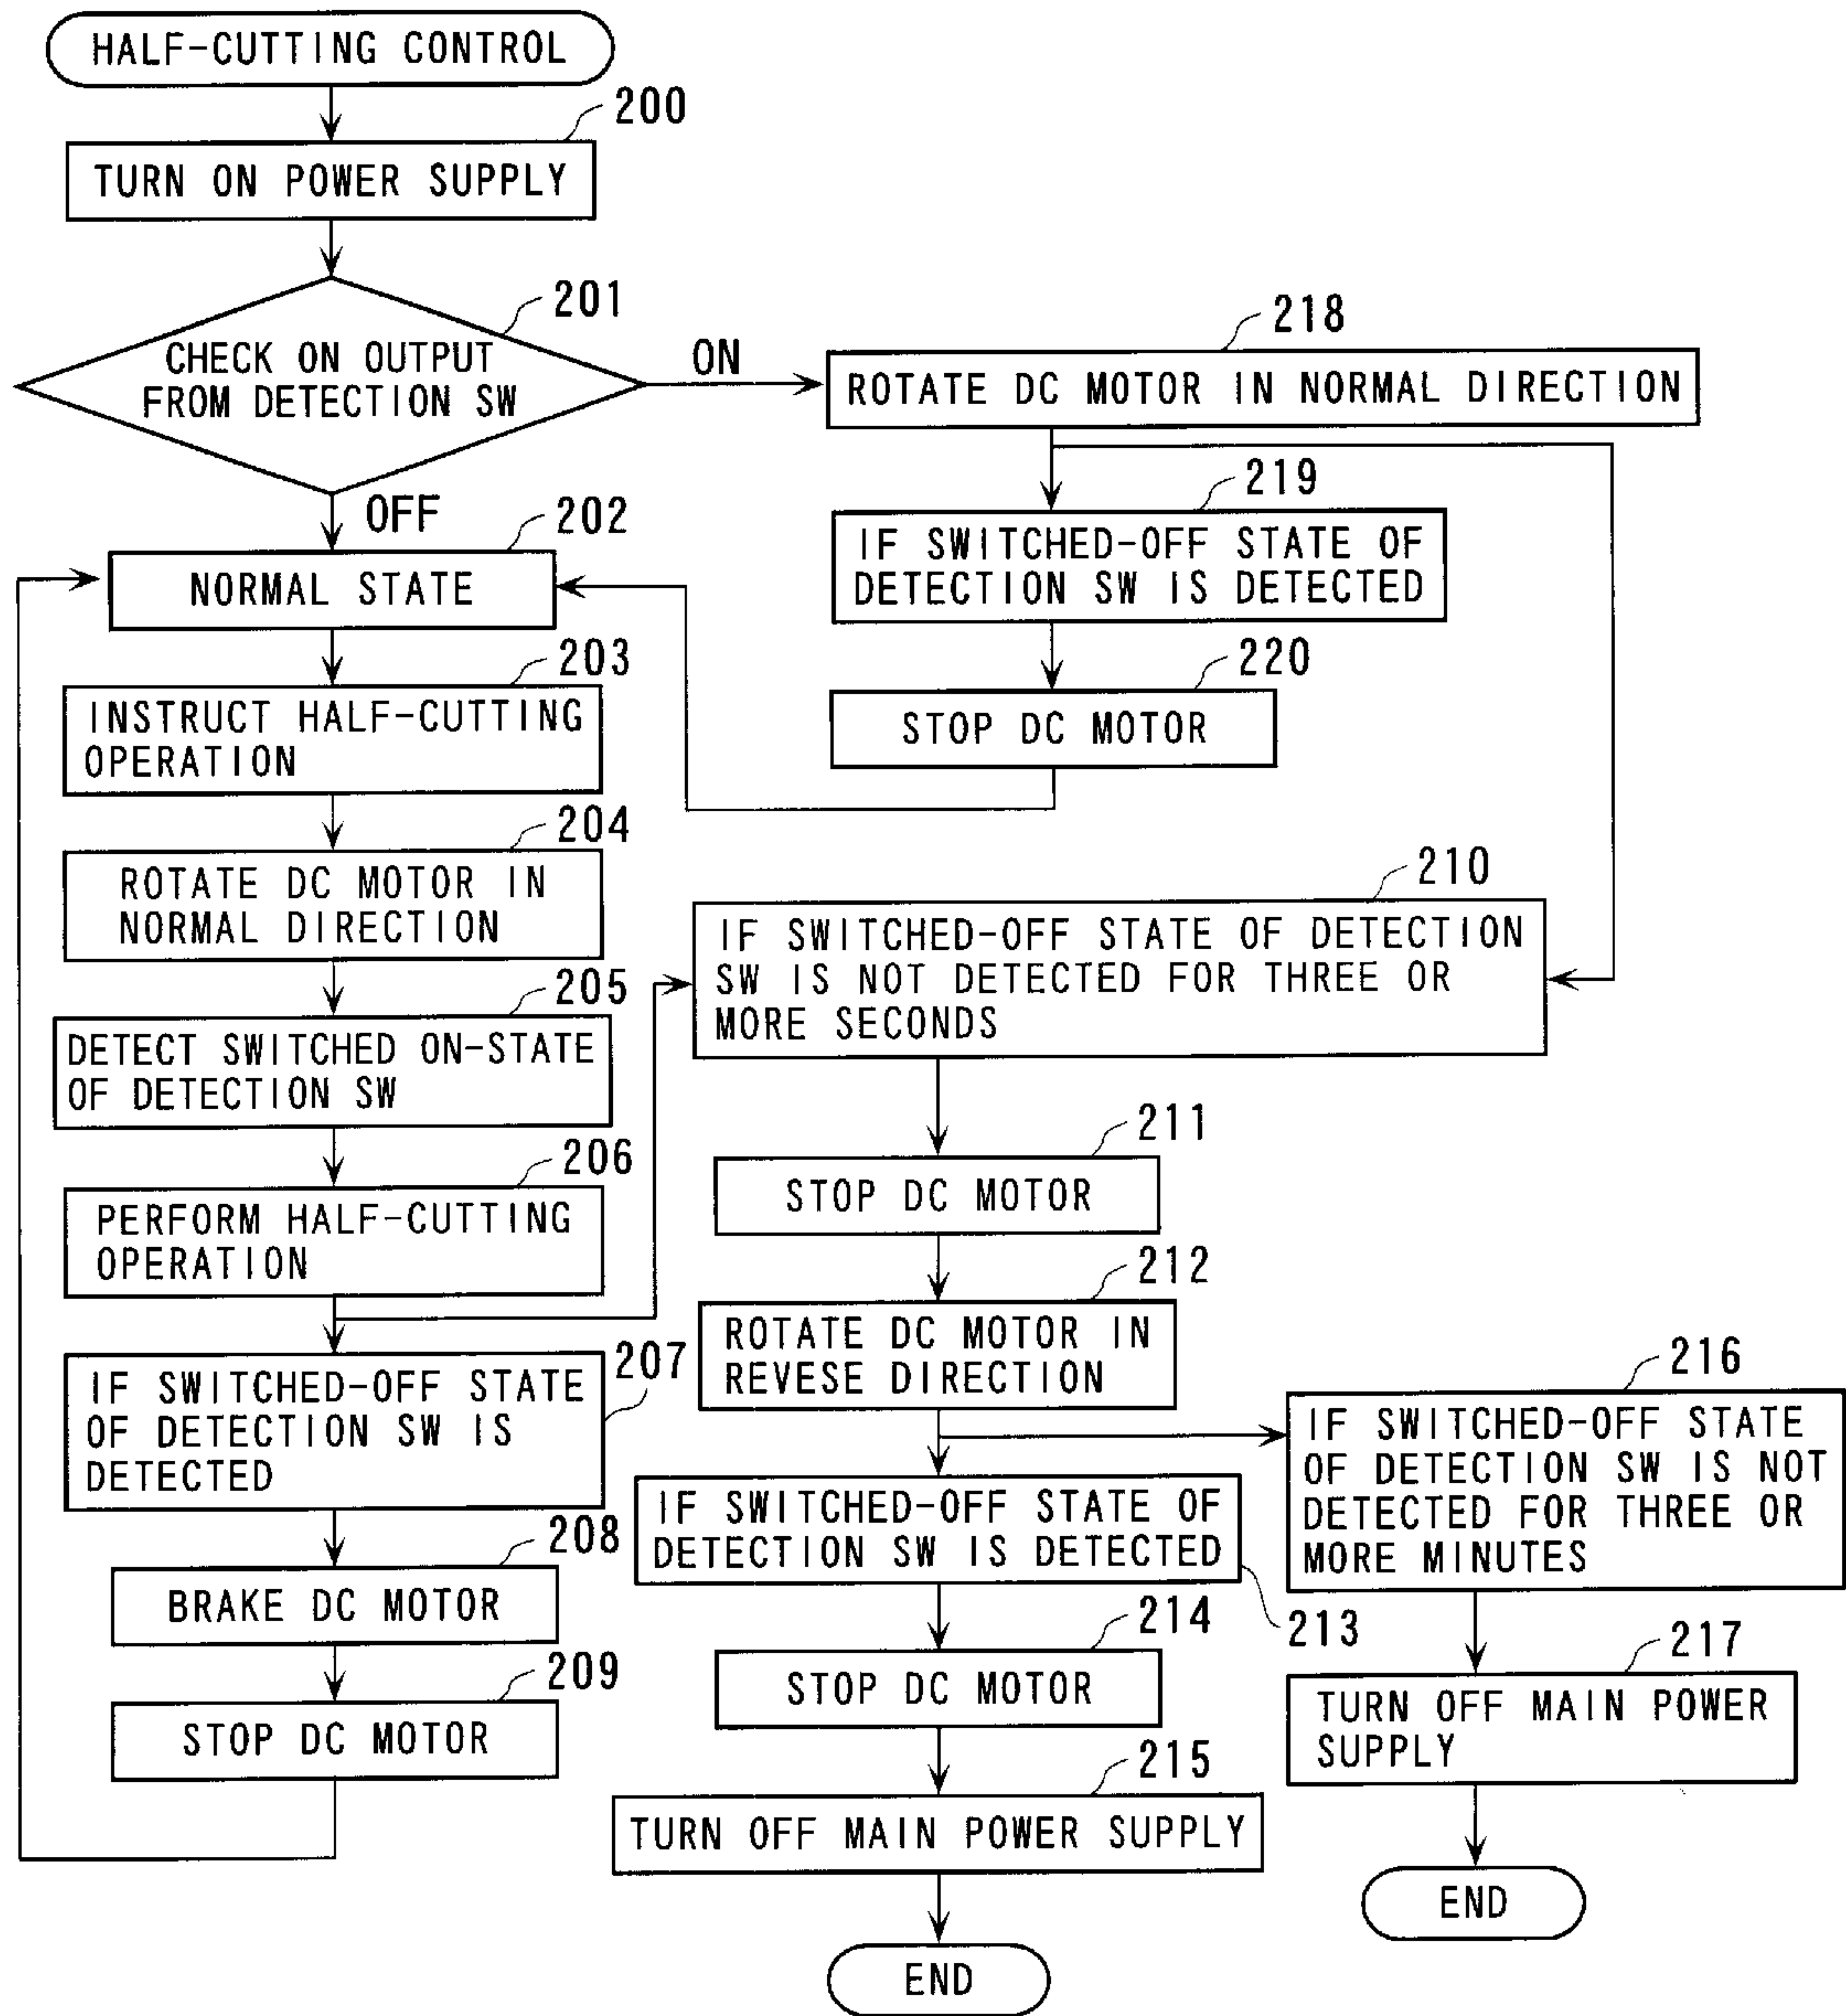 HALF-CUTTING CONTROL
200
TURN ON POWER SUPPLY
201
CHECK ON OUTPUT
FROM DETECTION SW
ON
OFF
202
NORMAL STATE
203
INSTRUCT HALF-CUTTING
OPERATION
204
ROTATE DC MOTOR IN
NORMAL DIRECTION
205
DETECT SWITCHED ON-STATE
OF DETECTION SW
206
PERFORM HALF-CUTTING
OPERATION
207
IF SWITCHED-OFF STATE
OF DETECTION SW IS
DETECTED
208
BRAKE DC MOTOR
209
STOP DC MOTOR
218
ROTATE DC MOTOR IN NORMAL DIRECTION
219
IF SWITCHED-OFF STATE OF
DETECTION SW IS DETECTED
220
STOP DC MOTOR
210
IF SWITCHED-OFF STATE OF DETECTION
SW IS NOT DETECTED FOR THREE OR
MORE SECONDS
211
STOP DC MOTOR
212
ROTATE DC MOTOR IN
REVESE DIRECTION
213
IF SWITCHED-OFF STATE OF
DETECTION SW IS DETECTED
214
STOP DC MOTOR
215
TURN OFF MAIN POWER SUPPLY
END
216
IF SWITCHED-OFF STATE
OF DETECTION SW IS NOT
DETECTED FOR THREE OR
MORE MINUTES
217
TURN OFF MAIN POWER
SUPPLY
END